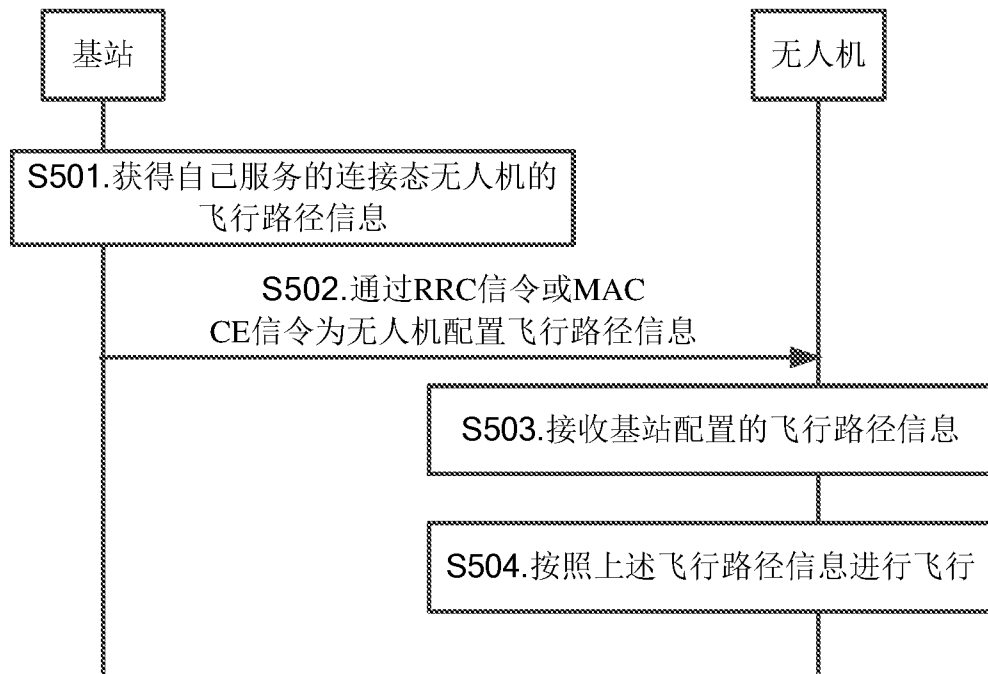 基站
无人机
S501.获得自己服务的连接态无人机的
飞行路径信息
S502.通过RRC信令或MAC
CE信令为无人机配置飞行路径信息
S503.接收基站配置的飞行路径信息
S504.按照上述飞行路径信息进行飞行